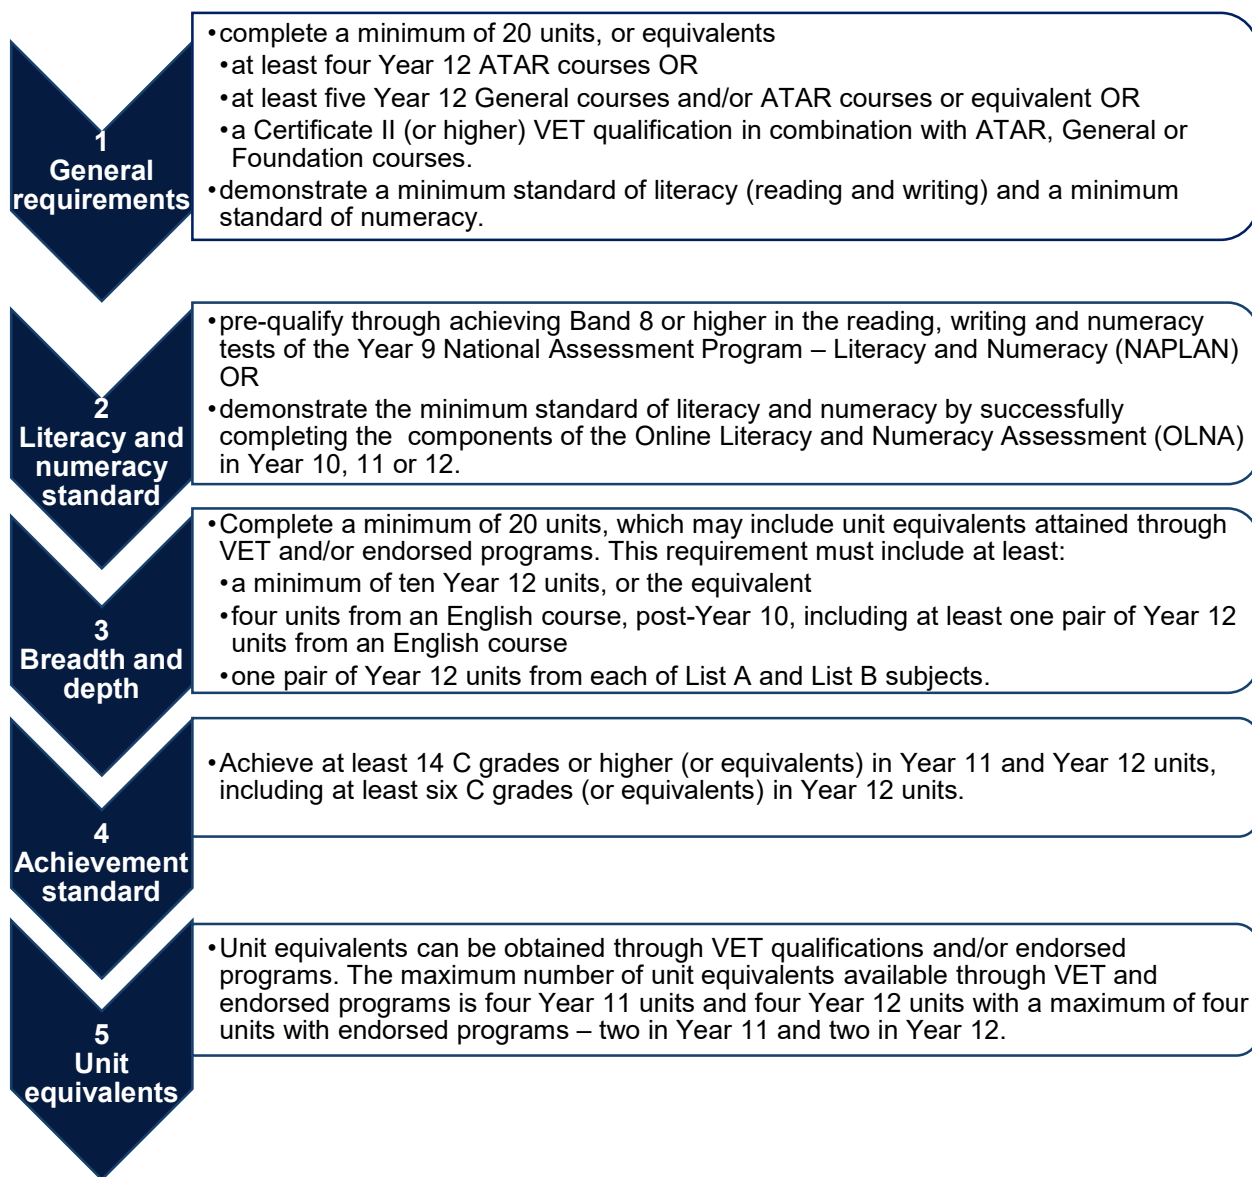 1
General
requirements
•complete a minimum of 20 units, or equivalents
•at least four Year 12 ATAR courses OR
•at least five Year 12 General courses and/or ATAR courses or equivalent OR
•a Certificate II (or higher) VET qualification in combination with ATAR, General or
Foundation courses.
•demonstrate a minimum standard of literacy (reading and writing) and a minimum
standard of numeracy.
2
Literacy and
numeracy
standard
•pre-qualify through achieving Band 8 or higher in the reading, writing and numeracy
tests of the Year 9 National Assessment Program – Literacy and Numeracy (NAPLAN)
OR
•demonstrate the minimum standard of literacy and numeracy by successfully
completing the components of the Online Literacy and Numeracy Assessment (OLNA)
in Year 10, 11 or 12.
3
Breadth and
depth
•Complete a minimum of 20 units, which may include unit equivalents attained through
VET and/or endorsed programs. This requirement must include at least:
•a minimum of ten Year 12 units, or the equivalent
•four units from an English course, post-Year 10, including at least one pair of Year 12
units from an English course
•one pair of Year 12 units from each of List A and List B subjects.
4
Achievement
standard
•Achieve at least 14 C grades or higher (or equivalents) in Year 11 and Year 12 units,
including at least six C grades (or equivalents) in Year 12 units.
5
Unit
equivalents
•Unit equivalents can be obtained through VET qualifications and/or endorsed
programs. The maximum number of unit equivalents available through VET and
endorsed programs is four Year 11 units and four Year 12 units with a maximum of four
units with endorsed programs – two in Year 11 and two in Year 12.